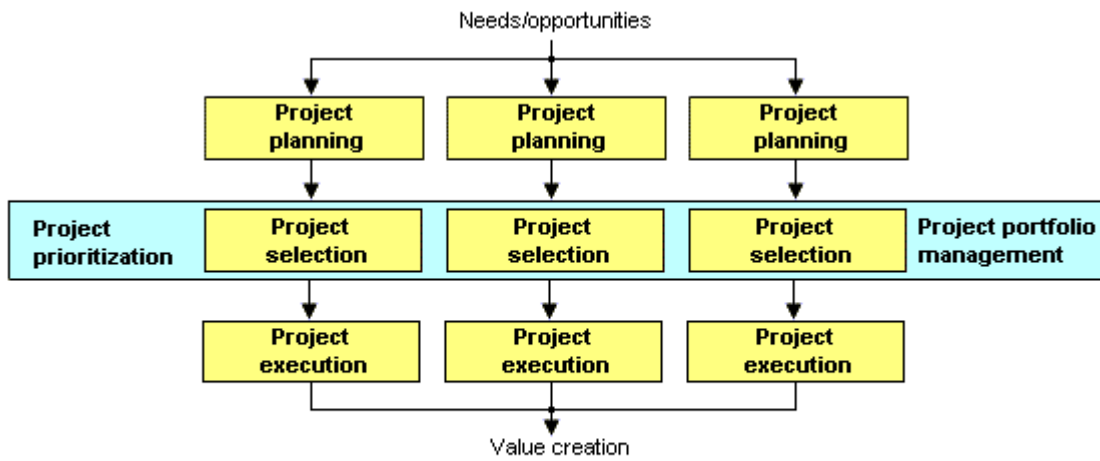 Needs/opportunities
Project
planning
Project
planning
Project
planning
Project
prioritization
Project
selection
Project
selection
Project
selection
Project portfolio
management
Project
execution
Project
execution
Project
execution
Value creation